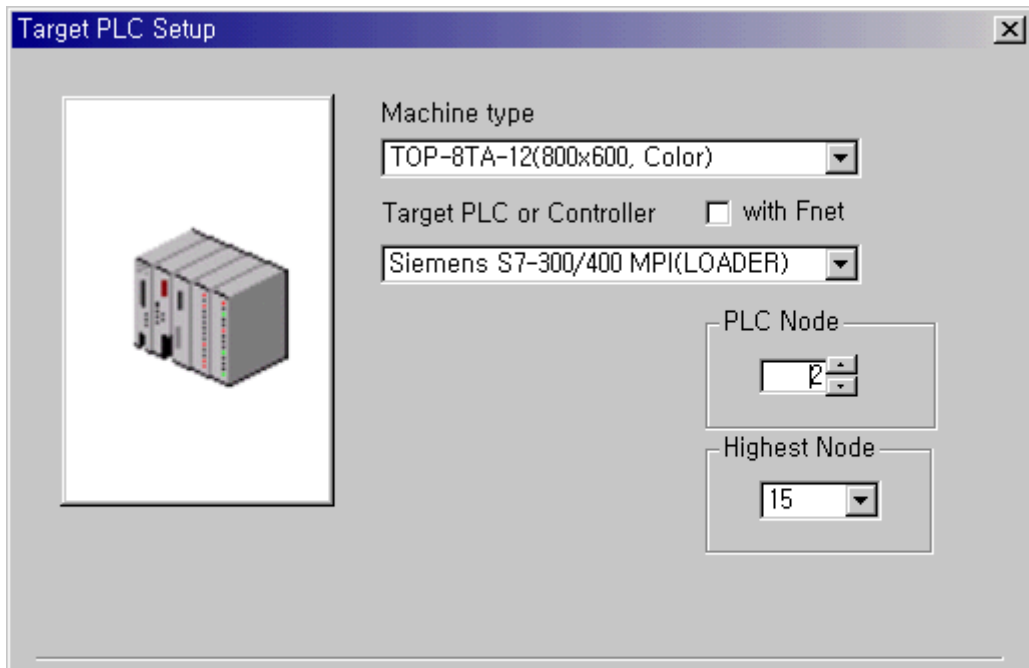 Target PLC Setup
Machine type
TOP-8TA-12(800x600, Color)
Target PLC or Controller with Fnet
Siemens S7-300/400 MPI(LOADER)
PLC Node
2
Highest Node
15